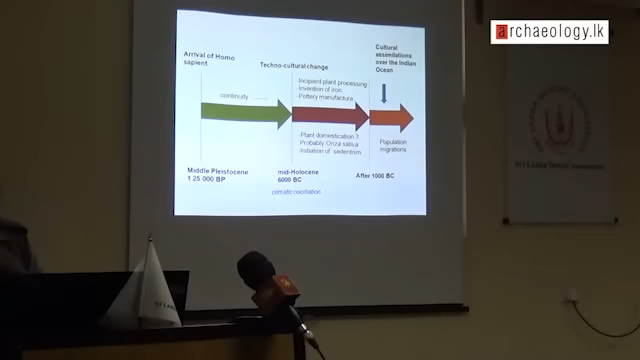 archaeology.lk
Arrival of Homo
sapient
Techno-cultural change
Cultural
assimilations
over the Indian
Ocean
continuity
-Incipient plant processing
-Invention of iron
-Pottery manufacture
-Plant domestication ?
Probably Oriza sativa
-Initiation of sedentism
Population
migrations
Middle Pleistocene
1 25 000 BP
mid-Holocene
6000 BC
After 1000 BC
climatic oscillation